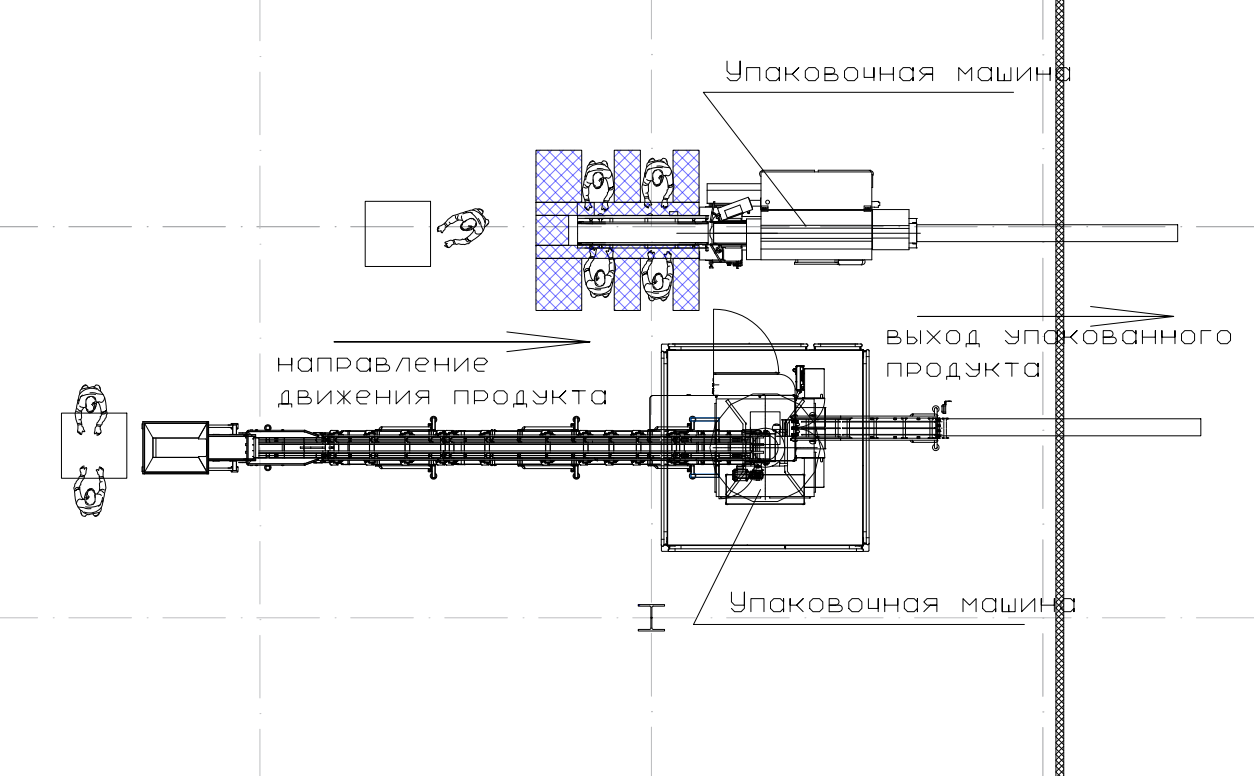 Упаковочная машина
выход упакованного
продукта
направление
движения продукта
Упаковочная машина